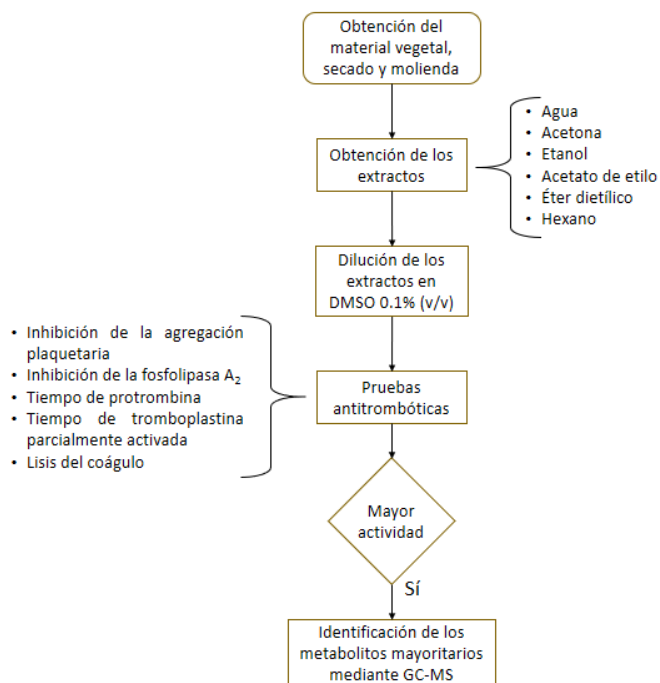 Obtención del
material vegetal,
secado y molienda
Obtención de los
extractos
• Agua
• Acetona
• Etanol
• Acetato de etilo
• Éter dietílico
• Hexano
Dilución de los
extractos en
DMSO 0.1% (v/v)
• Inhibición de la agregación
plaquetaria
• Inhibición de la fosfolipasa A₂
• Tiempo de protrombina
• Tiempo de tromboplastina
parcialmente activada
• Lisis del coágulo
Pruebas
antitrombóticas
Mayor
actividad
Sí
Identificación de los
metabolitos mayoritarios
mediante GC-MS